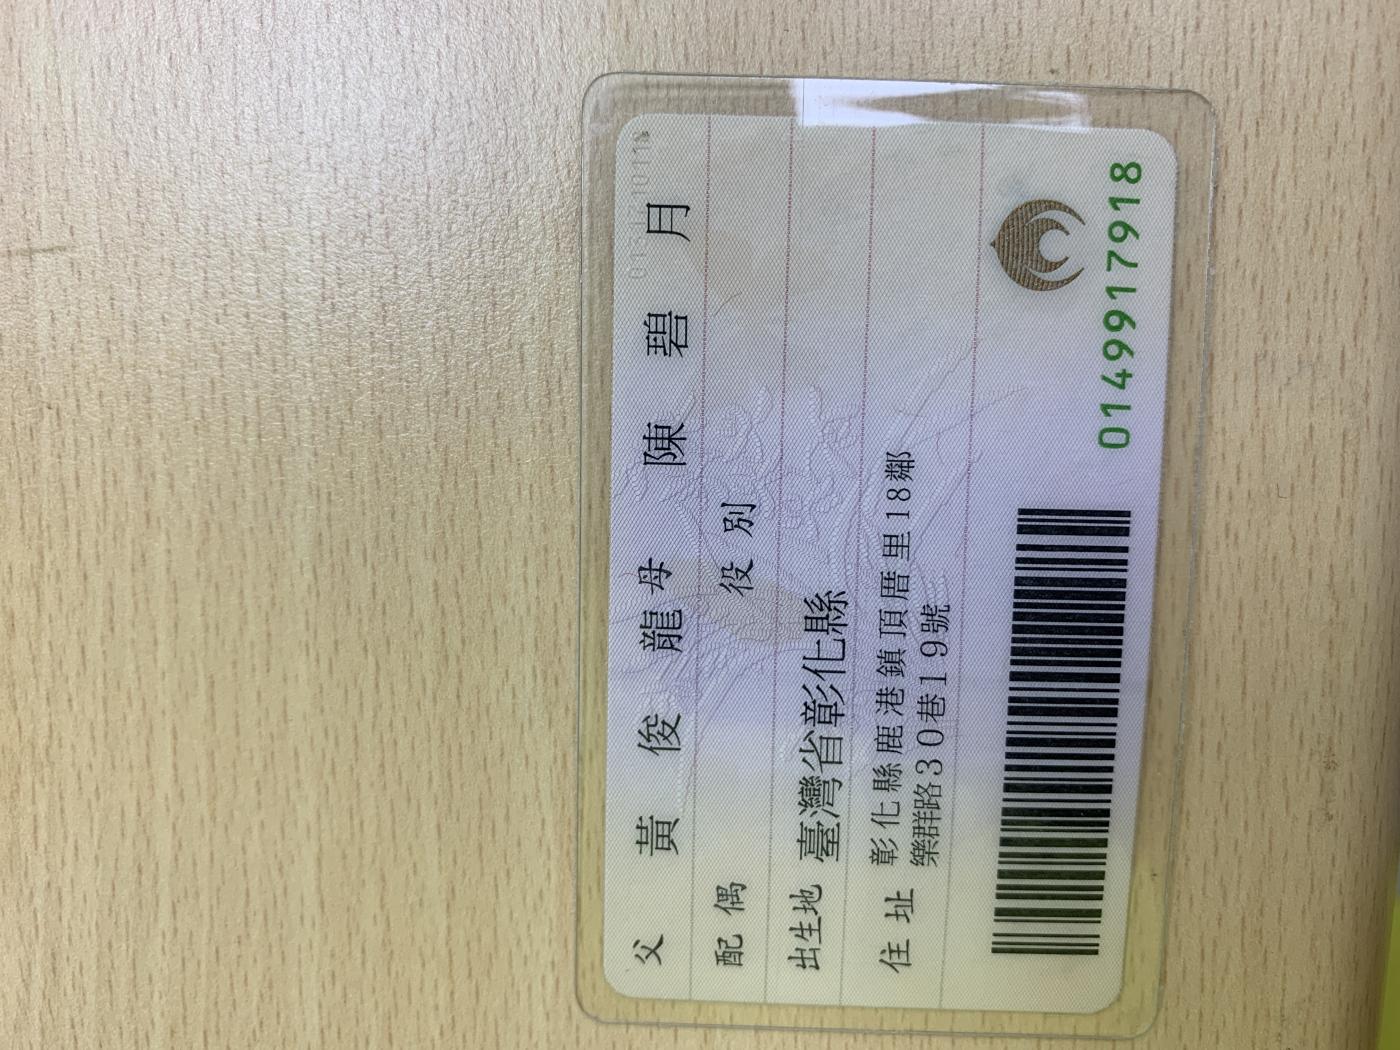 父 黃俊龍 母 陳碧月
配偶 役別
出生地 臺灣省彰化縣
住址 彰化縣鹿港鎮頂厝里18鄰
樂群路30巷19號
0149917918